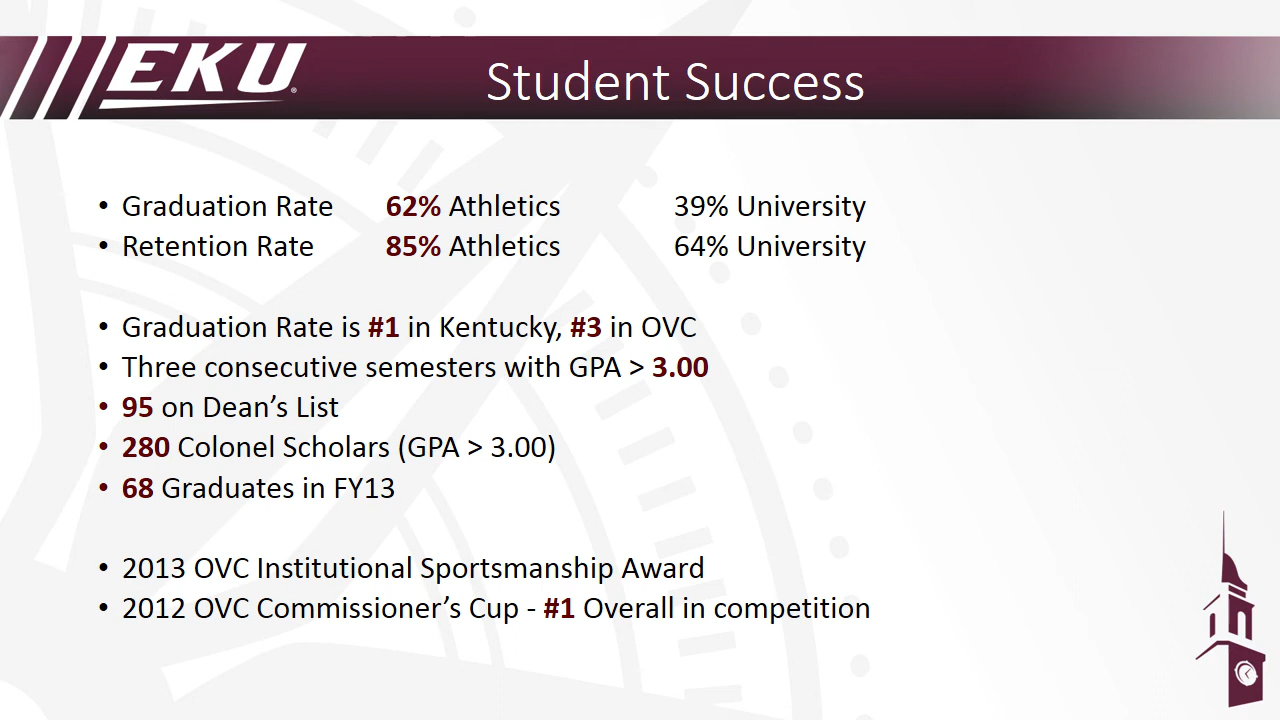 EKU
Student Success
• Graduation Rate 62% Athletics 39% University
• Retention Rate 85% Athletics 64% University
• Graduation Rate is #1 in Kentucky, #3 in OVC
• Three consecutive semesters with GPA > 3.00
• 95 on Dean’s List
• 280 Colonel Scholars (GPA > 3.00)
• 68 Graduates in FY13
• 2013 OVC Institutional Sportsmanship Award
• 2012 OVC Commissioner’s Cup - #1 Overall in competition